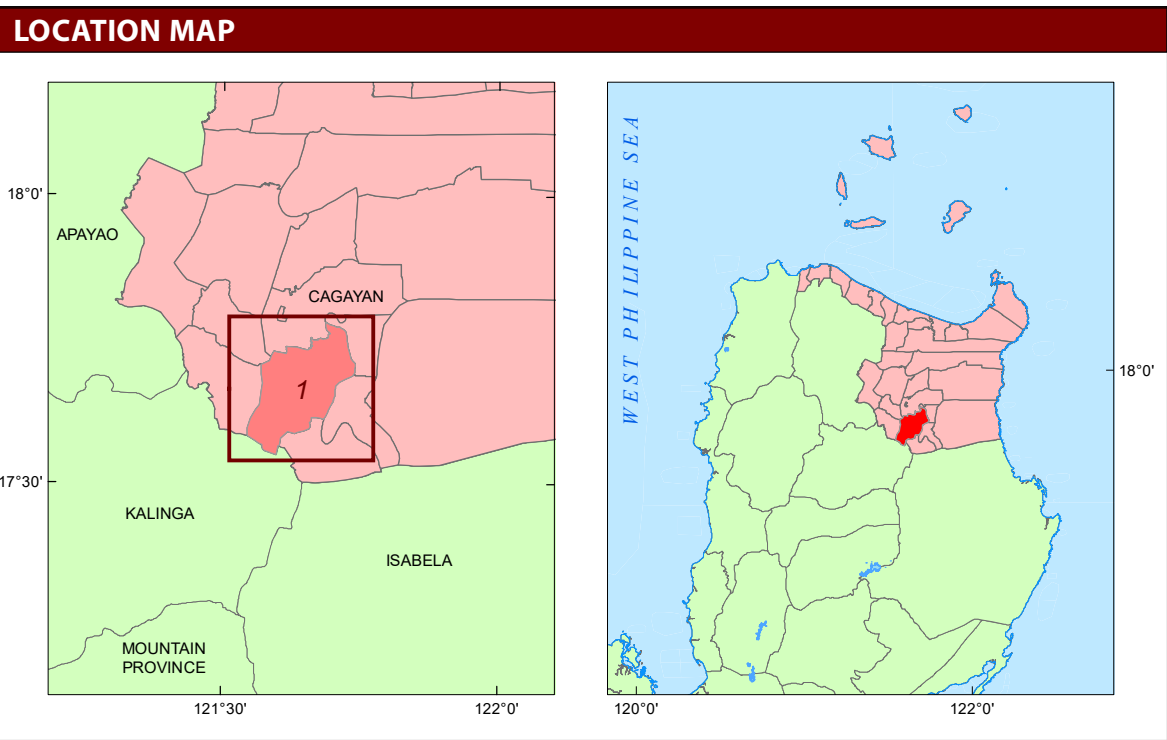 LOCATION MAP
18°0'
APAYAO
CAGAYAN
1
17°30'
KALINGA
ISABELA
MOUNTAIN
PROVINCE
121°30'
122°0'
WEST PHILIPPINE SEA
18°0'
120°0'
122°0'